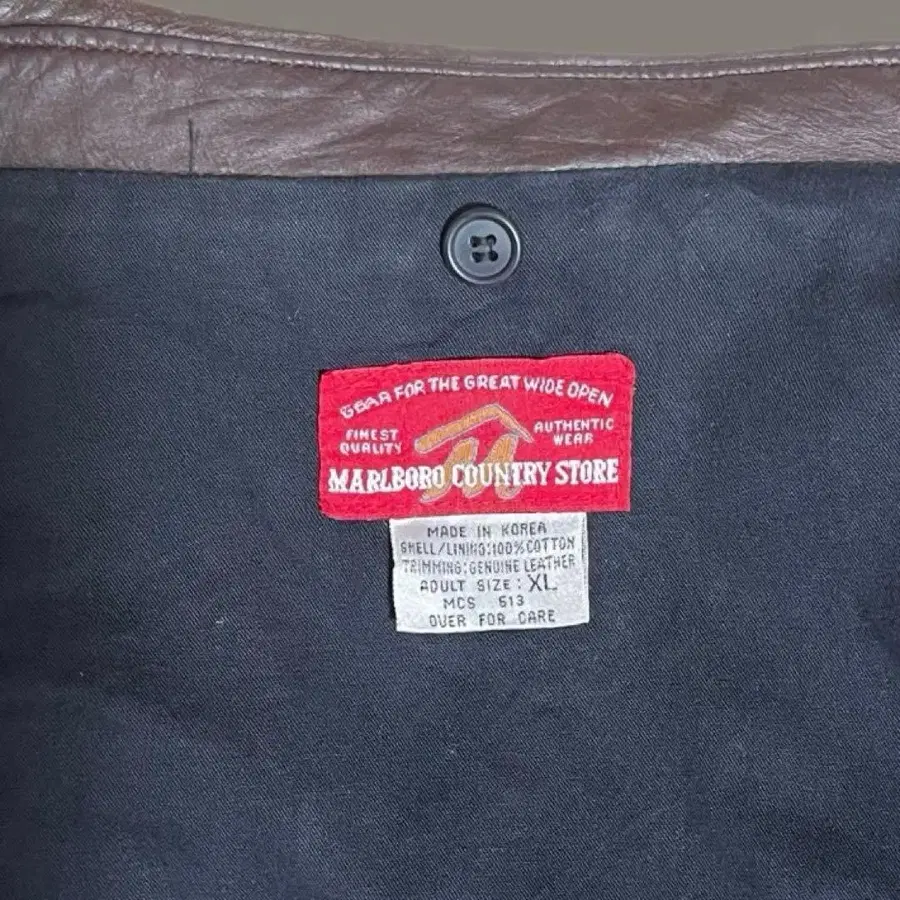 GEAR FOR THE GREAT WIDE OPEN
FINEST QUALITY
AUTHENTIC WEAR
MARLBORO COUNTRY STORE
MADE IN KOREA
SHELL/LINING:100%COTTON
TRIMMING:GENUINE LEATHER
ADULT SIZE: XL
MCS 513
OVER FOR CARE